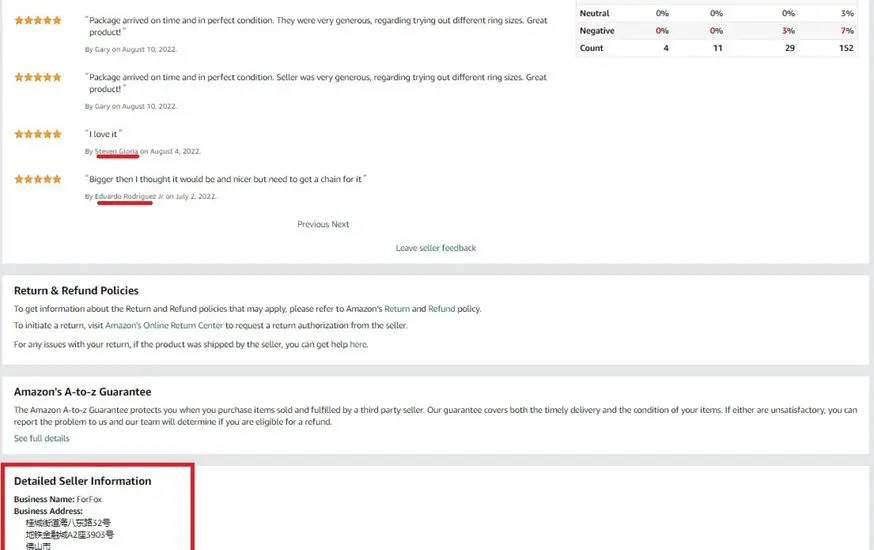 “Package arrived on time and in perfect condition. They were very generous, regarding trying out different ring sizes. Great
product!”
By Gary on August 10, 2022.
“Package arrived on time and in perfect condition. Seller was very generous, regarding trying out different ring sizes. Great
product!”
By Gary on August 10, 2022.
“I love it”
By Steven Gloria on August 4, 2022.
“Bigger then I thought it would be and nicer but need to get a chain for it”
By Eduardo Rodriguez Jr on July 2, 2022.
Previous Next
Leave seller feedback
Neutral 0% 0% 0% 3%
Negative 0% 0% 3% 7%
Count 4 11 29 152
Return & Refund Policies
To get information about the Return and Refund policies that may apply, please refer to Amazon's Return and Refund policy.
To initiate a return, visit Amazon's Online Return Center to request a return authorization from the seller.
For any issues with your return, if the product was shipped by the seller, you can get help here.
Amazon's A-to-z Guarantee
The Amazon A-to-z Guarantee protects you when you purchase items sold and fulfilled by a third party seller. Our guarantee covers both the timely delivery and the condition of your items. If either are unsatisfactory, you can
report the problem to us and our team will determine if you are eligible for a refund.
See full details
Detailed Seller Information
Business Name: ForFox
Business Address:
桂城街道海八东路32号
地铁金融城A2座3903号
佛山市